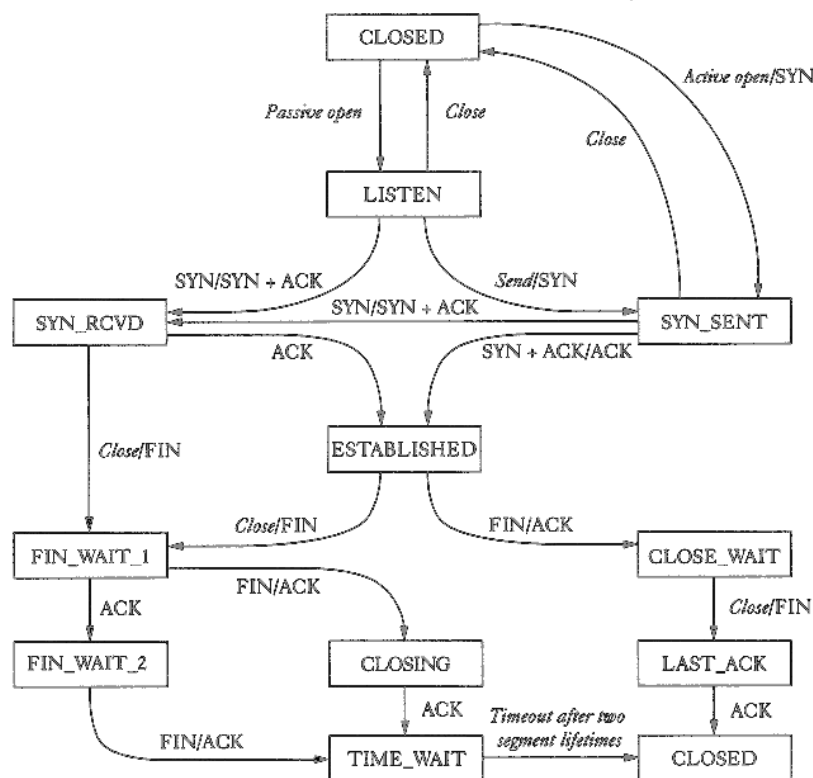 CLOSED
Active open/SYN
Passive open
Close
Close
LISTEN
SYN/SYN + ACK
Send/SYN
SYN_RCVD
SYN/SYN + ACK
SYN_SENT
ACK
SYN + ACK/ACK
Close/FIN
ESTABLISHED
Close/FIN
FIN/ACK
FIN_WAIT_1
CLOSE_WAIT
FIN/ACK
ACK
Close/FIN
FIN_WAIT_2
CLOSING
LAST_ACK
ACK
Timeout after two
segment lifetimes
ACK
FIN/ACK
TIME_WAIT
CLOSED